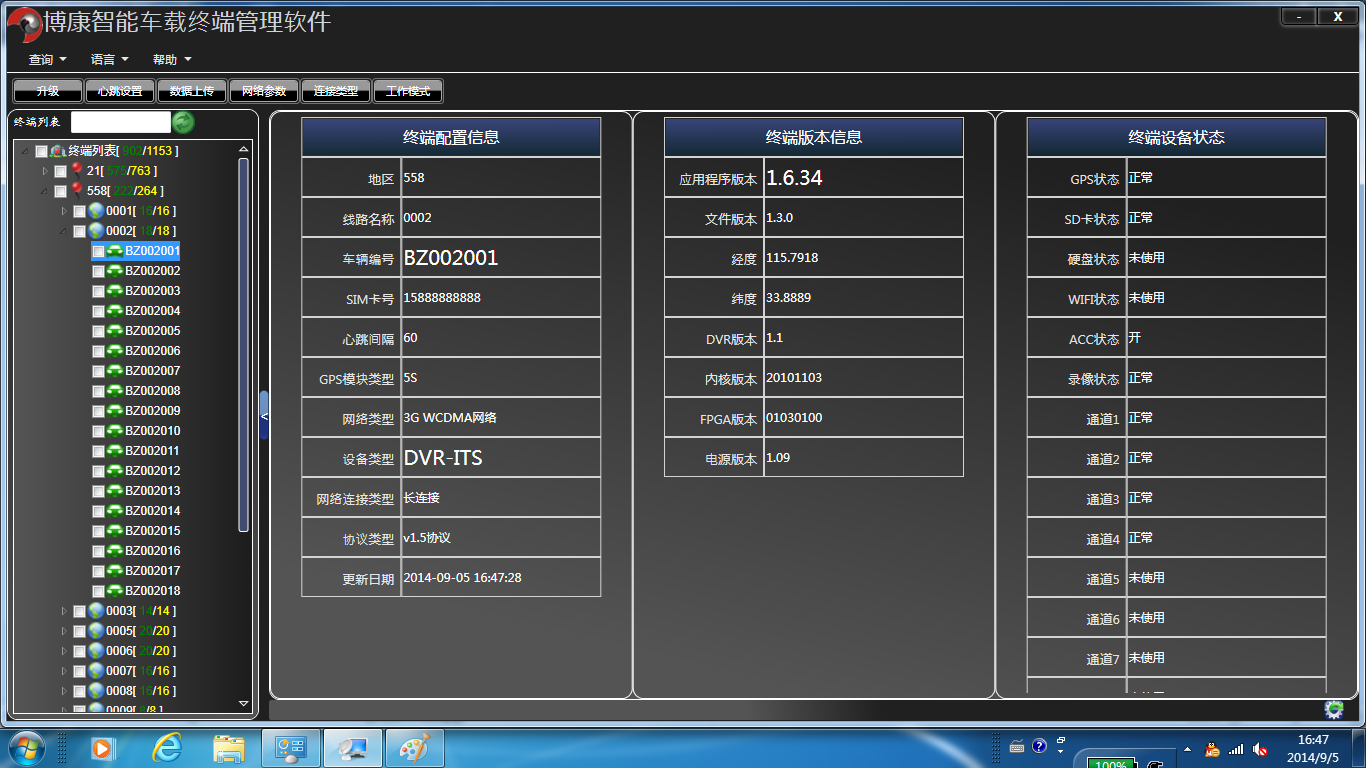 博康智能车载终端管理软件
- X
查询 语言 帮助
升级 心跳设置 数据上传 网络参数 连接类型 工作模式
终端列表
终端列表[ 902/1153 ]
21[ 575/763 ]
558[ 222/264 ]
0001[ 16/16 ]
0002[ 18/18 ]
BZ002001
BZ002002
BZ002003
BZ002004
BZ002005
BZ002006
BZ002007
BZ002008
BZ002009
BZ002010
BZ002011
BZ002012
BZ002013
BZ002014
BZ002015
BZ002016
BZ002017
BZ002018
0003[ 14/14 ]
0005[ 20/20 ]
0006[ 20/20 ]
0007[ 16/16 ]
0008[ 16/16 ]
0009[ 8/8 ]
<
终端配置信息
地区 558
线路名称 0002
车辆编号 BZ002001
SIM卡号 15888888888
心跳间隔 60
GPS模块类型 5S
网络类型 3G WCDMA网络
设备类型 DVR-ITS
网络连接类型 长连接
协议类型 v1.5协议
更新日期 2014-09-05 16:47:28
终端版本信息
应用程序版本 1.6.34
文件版本 1.3.0
经度 115.7918
纬度 33.8889
DVR版本 1.1
内核版本 20101103
FPGA版本 01030100
电源版本 1.09
终端设备状态
GPS状态 正常
SD卡状态 正常
硬盘状态 未使用
WIFI状态 未使用
ACC状态 开
录像状态 正常
通道1 正常
通道2 正常
通道3 正常
通道4 正常
通道5 未使用
通道6 未使用
通道7 未使用
100%
16:47
2014/9/5